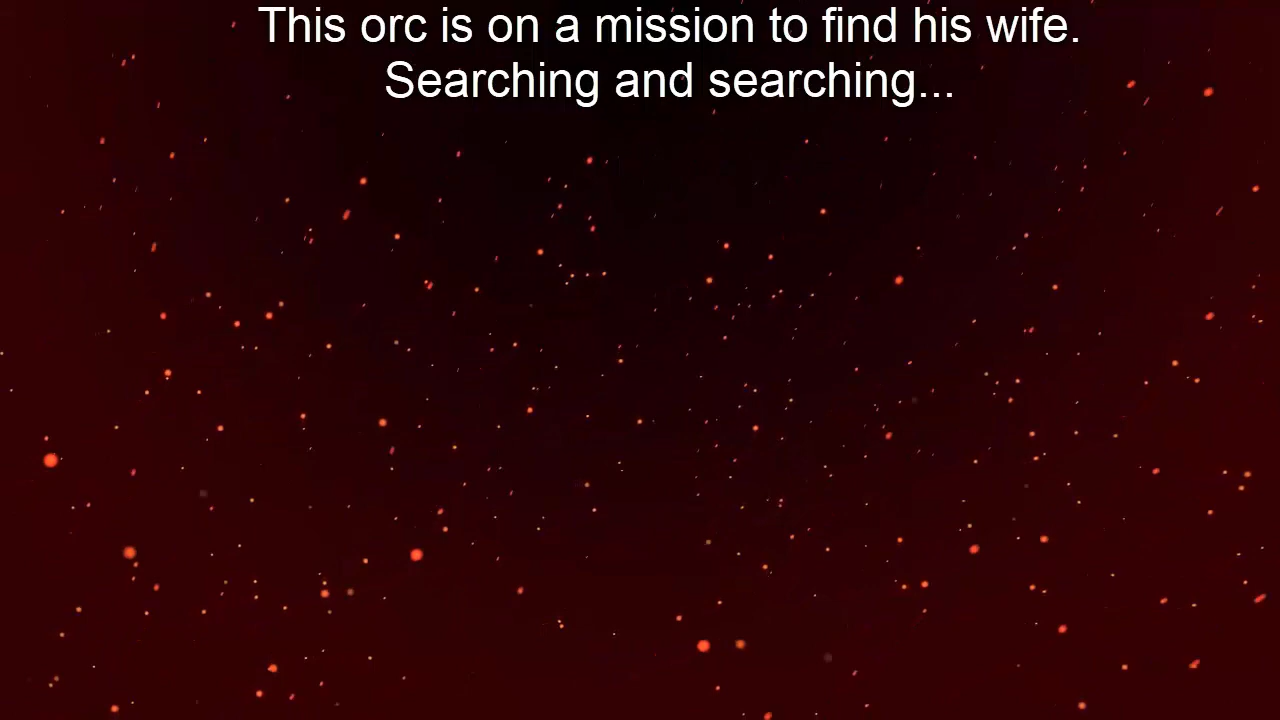 This orc is on a mission to find his wife.
Searching and searching...